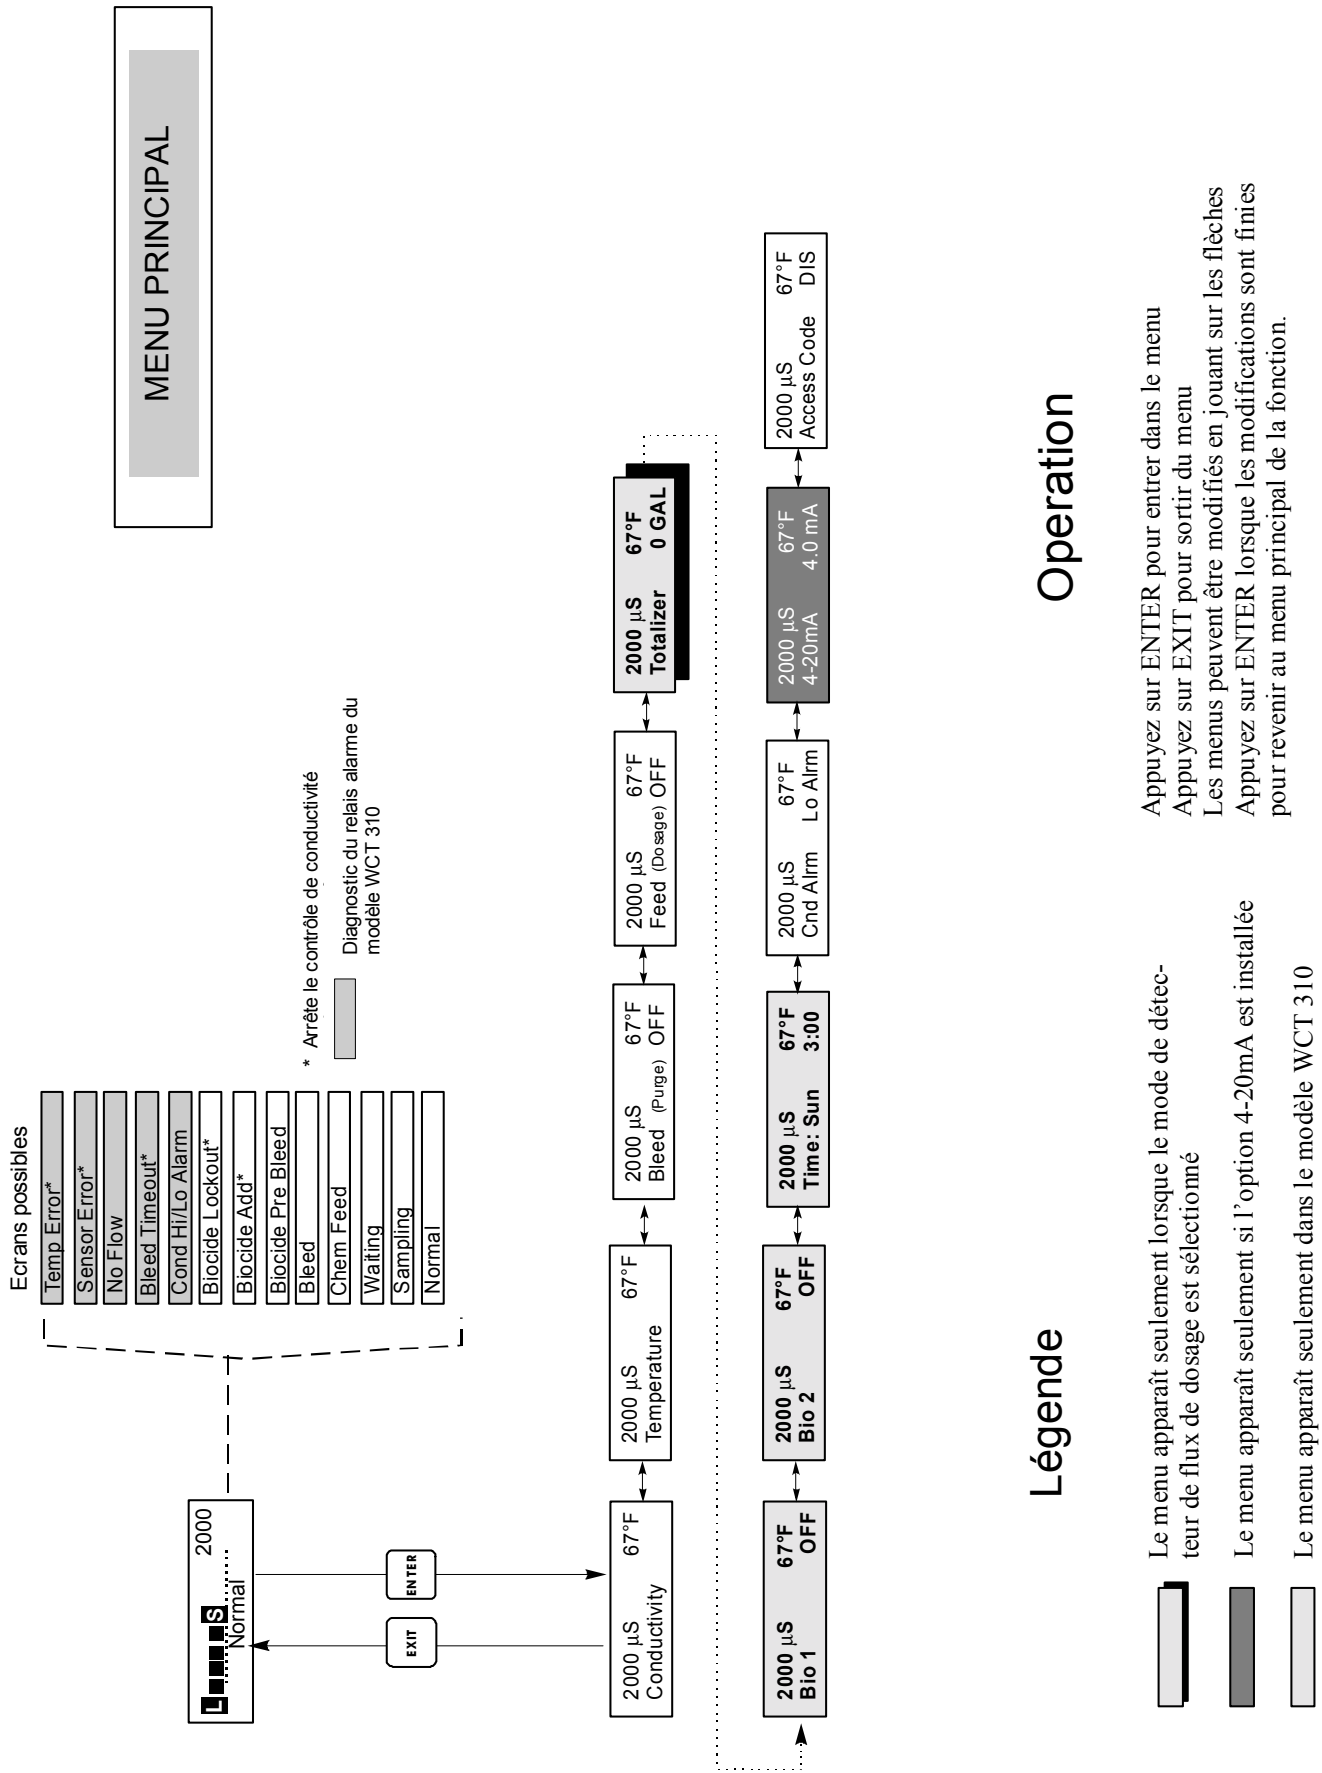 MENU PRINCIPAL
Ecrans possibles
Temp Error*
Sensor Error*
No Flow
Bleed Timeout*
Cond Hi/Lo Alarm
Biocide Lockout*
Biocide Add*
Biocide Pre Bleed
Bleed
Chem Feed
Waiting
Sampling
Normal
* Arrête le contrôle de conductivité
Diagnostic du relais alarme du
modèle WCT 310
L S 2000
Normal
EXIT
ENTER
2000 µS 67°F
Conductivity
2000 µS 67°F
Temperature
2000 µS 67°F
Bleed (Purge) OFF
2000 µS 67°F
Feed (Dosage) OFF
2000 µS 67°F
Totalizer 0 GAL
2000 µS 67°F
Bio 1 OFF
2000 µS 67°F
Bio 2 OFF
2000 µS 67°F
Time: Sun 3:00
2000 µS 67°F
Cnd Alrm Lo Alrm
2000 µS 67°F
4-20mA 4.0 mA
2000 µS 67°F
Access Code DIS
Légende
Le menu apparaît seulement lorsque le mode de détec-
teur de flux de dosage est sélectionné
Le menu apparaît seulement si l'option 4-20mA est installée
Le menu apparaît seulement dans le modèle WCT 310
Operation
Appuyez sur ENTER pour entrer dans le menu
Appuyez sur EXIT pour sortir du menu
Les menus peuvent être modifiés en jouant sur les flèches
Appuyez sur ENTER lorsque les modifications sont finies
pour revenir au menu principal de la fonction.